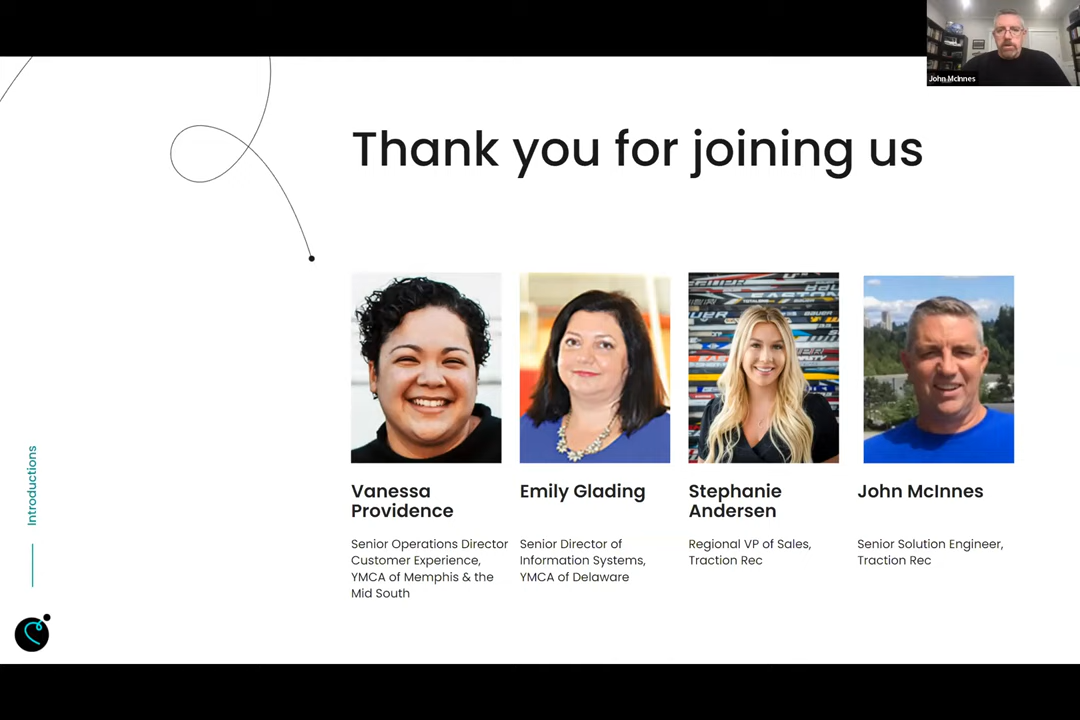 John McInnes
Thank you for joining us
Introductions
Vanessa
Providence
Senior Operations Director
Customer Experience,
YMCA of Memphis & the
Mid South
Emily Glading
Senior Director of
Information Systems,
YMCA of Delaware
EASTON
BAUER
Stephanie
Andersen
Regional VP of Sales,
Traction Rec
John McInnes
Senior Solution Engineer,
Traction Rec